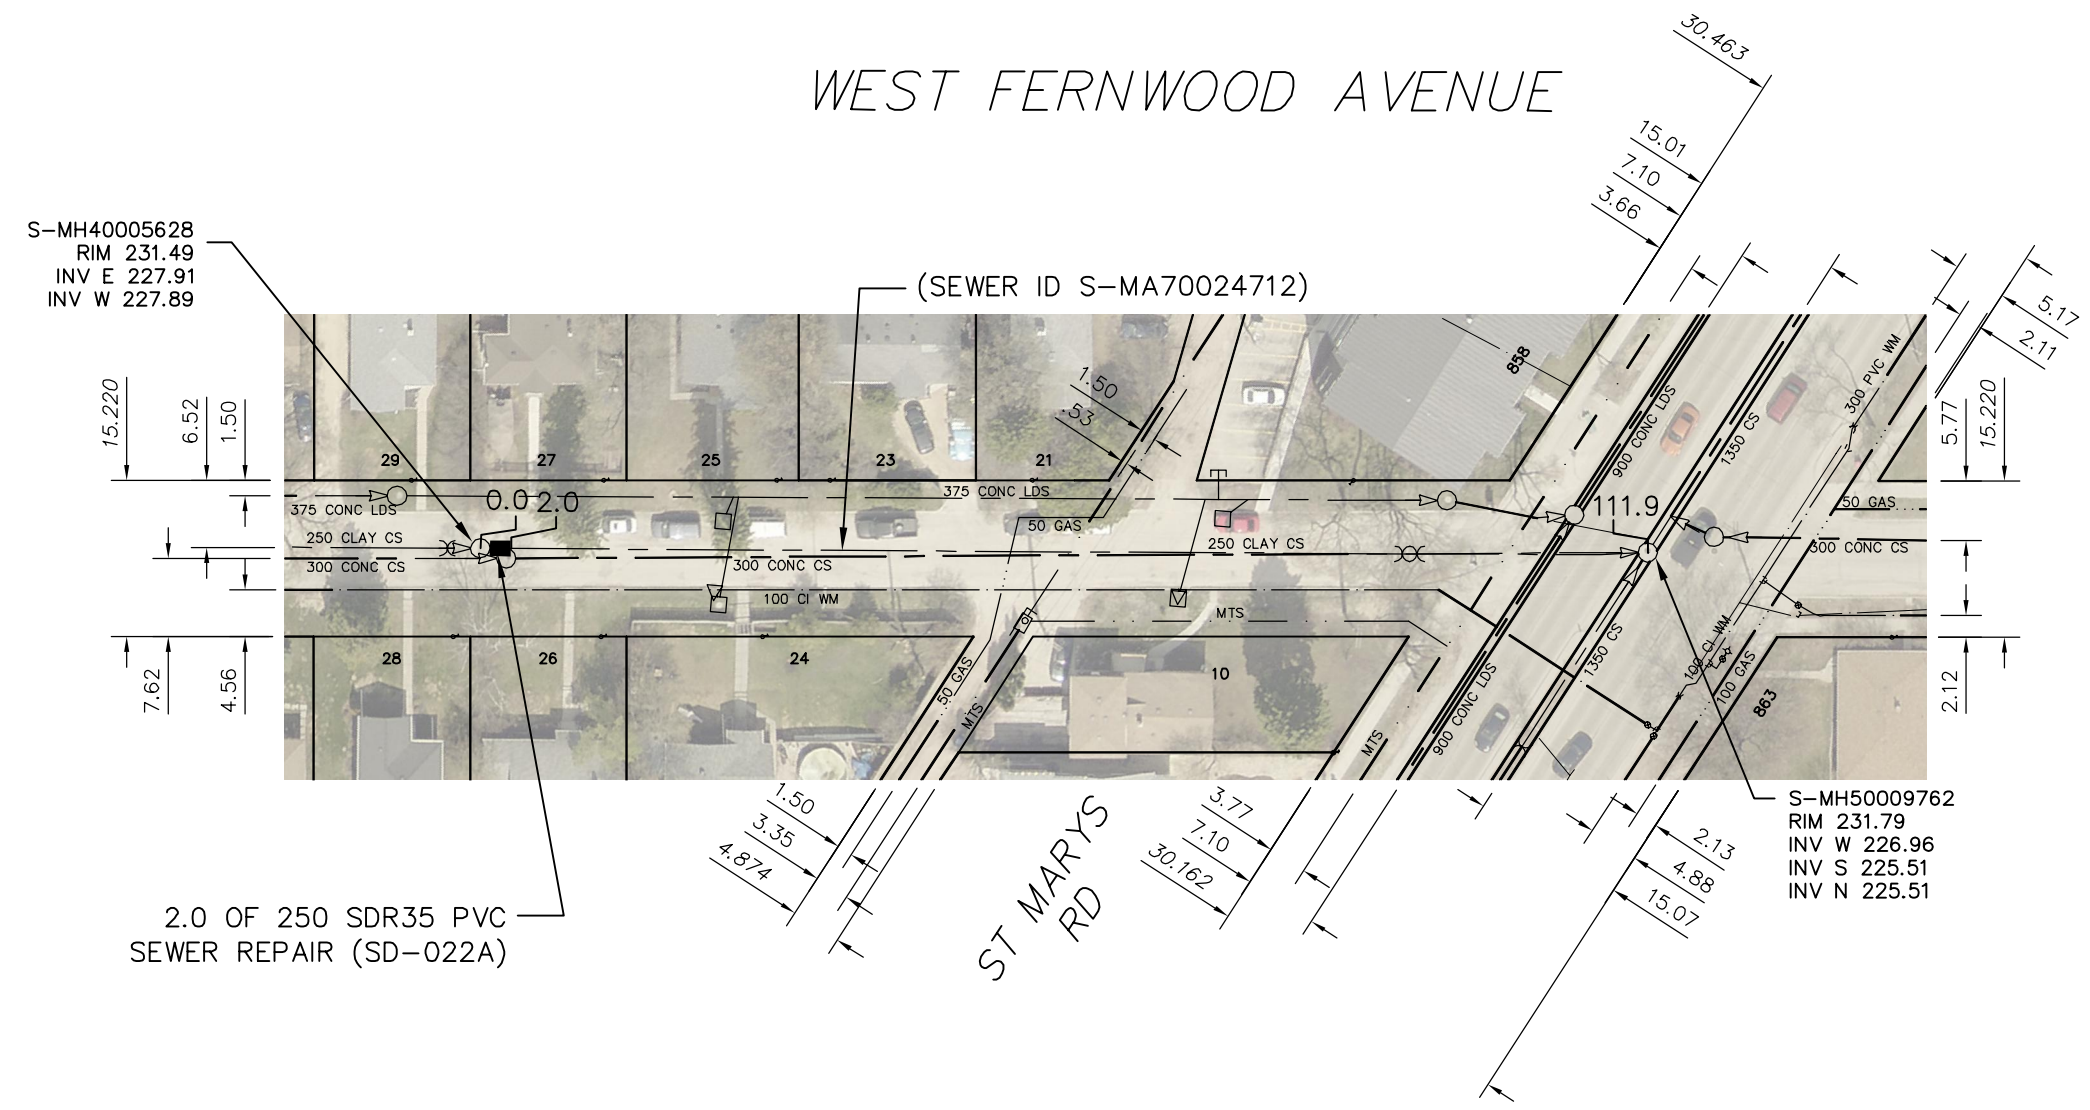 WEST FERNWOOD AVENUE
30.463
15.01
7.10
3.66
S-MH40005628
RIM 231.49
INV E 227.91
INV W 227.89
(SEWER ID S-MA70024712)
5.17
2.11
15.220
6.52
1.50
1.50
.53
858
900 CONC LDS
1350 CS
300 PVC WM
5.77
15.220
29
27
25
23
21
375 CONC LDS
0.0
2.0
375 CONC LDS
50 GAS
111.9
50 GAS
250 CLAY CS
300 CONC CS
300 CONC CS
250 CLAY CS
300 CONC CS
100 CI WM
MTS
28
26
24
10
50 GAS
MTS
MTS
900 CONC LDS
1350 CS
100 CI WM
100 GAS
863
7.62
4.56
2.12
1.50
3.35
4.874
ST MARYS
RD
3.77
7.10
30.162
2.13
4.88
15.07
S-MH50009762
RIM 231.79
INV W 226.96
INV S 225.51
INV N 225.51
2.0 OF 250 SDR35 PVC
SEWER REPAIR (SD-022A)